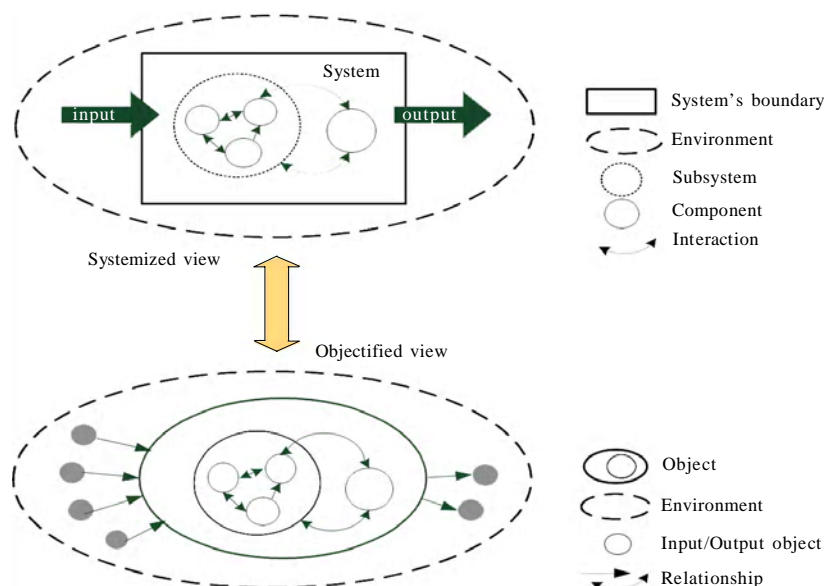 System
input
output
System's boundary
Environment
Subsystem
Component
Interaction
Systemized view
Objectified view
Object
Environment
Input/Output object
Relationship